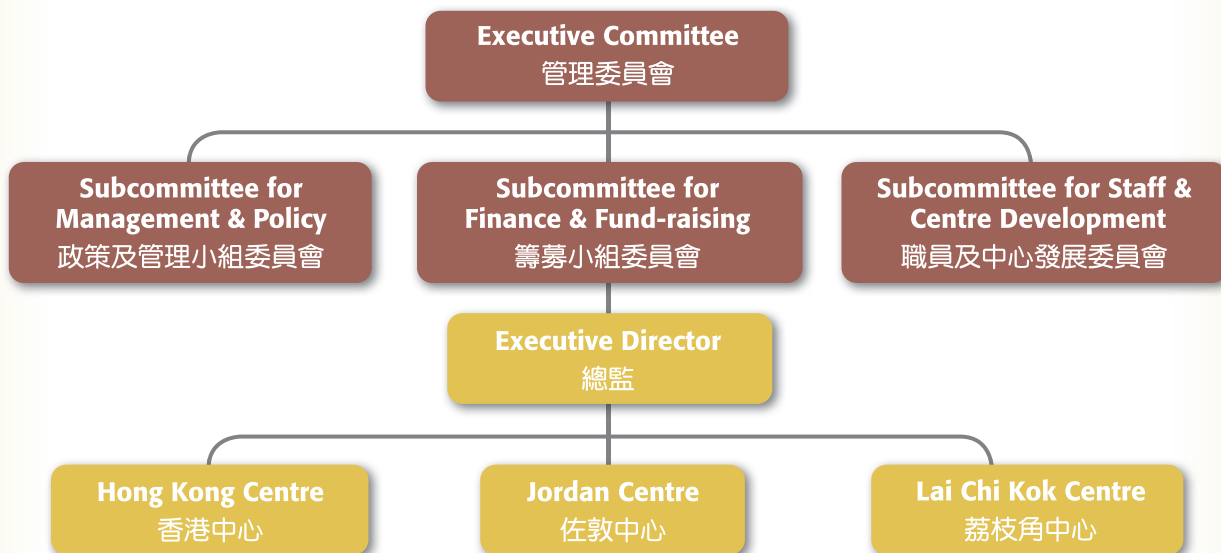 Executive Committee
管理委員會
Subcommittee for
Management & Policy
政策及管理小組委員會
Subcommittee for
Finance & Fund-raising
籌募小組委員會
Subcommittee for Staff &
Centre Development
職員及中心發展委員會
Executive Director
總監
Hong Kong Centre
香港中心
Jordan Centre
佐敦中心
Lai Chi Kok Centre
荔枝角中心